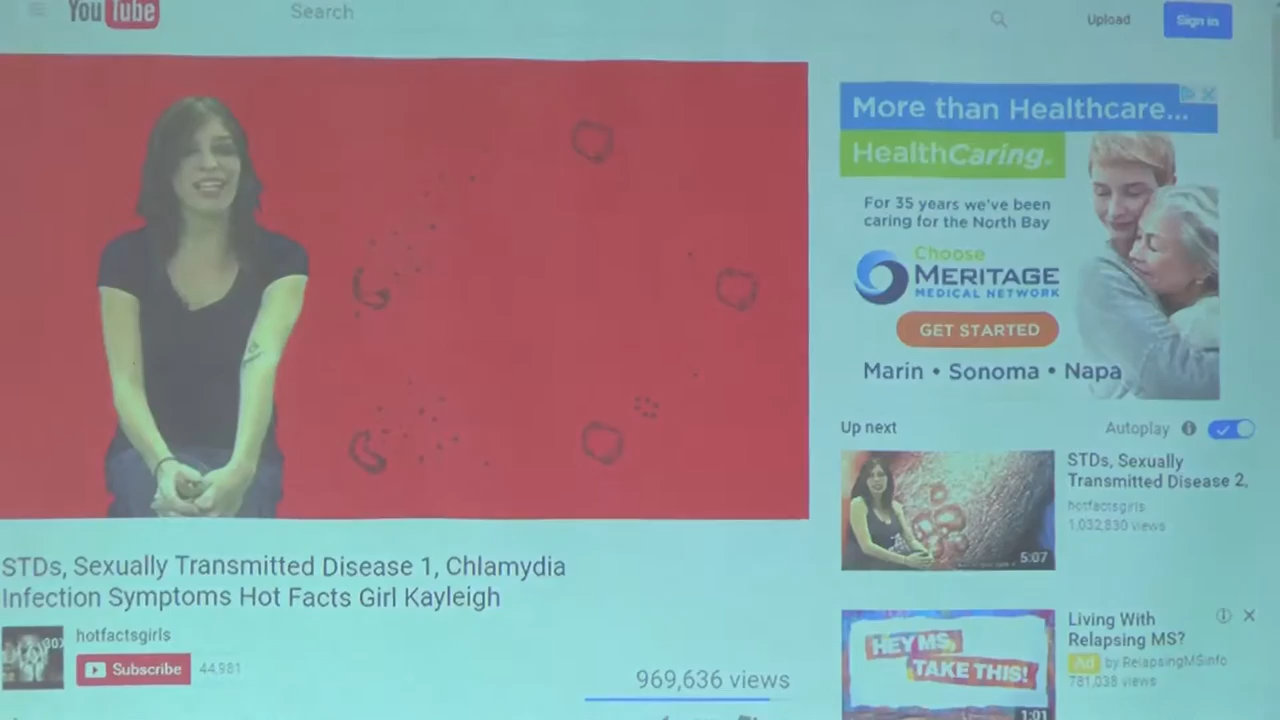 YouTube
Search
Upload
Sign in
More than Healthcare...
HealthCaring.
For 35 years we've been
caring for the North Bay
Choose
MERITAGE
MEDICAL NETWORK
GET STARTED
Marin • Sonoma • Napa
Up next
Autoplay
STDs, Sexually
Transmitted Disease 2,
hotfactsgirls
1,032,830 views
5:07
STDs, Sexually Transmitted Disease 1, Chlamydia
Infection Symptoms Hot Facts Girl Kayleigh
hotfactsgirls
Subscribe
44,981
969,636 views
HEY MS,
TAKE THIS!
1:01
Living With
Relapsing MS?
Ad by RelapsingMSinfo
781,038 views